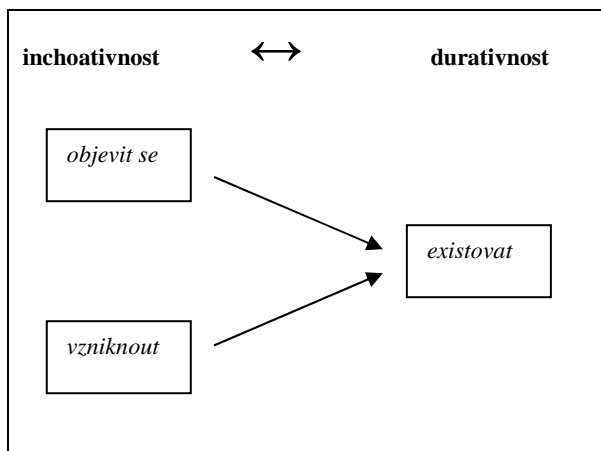 inchoativnost ↔ durativnost
objevit se
existovat
vzniknout